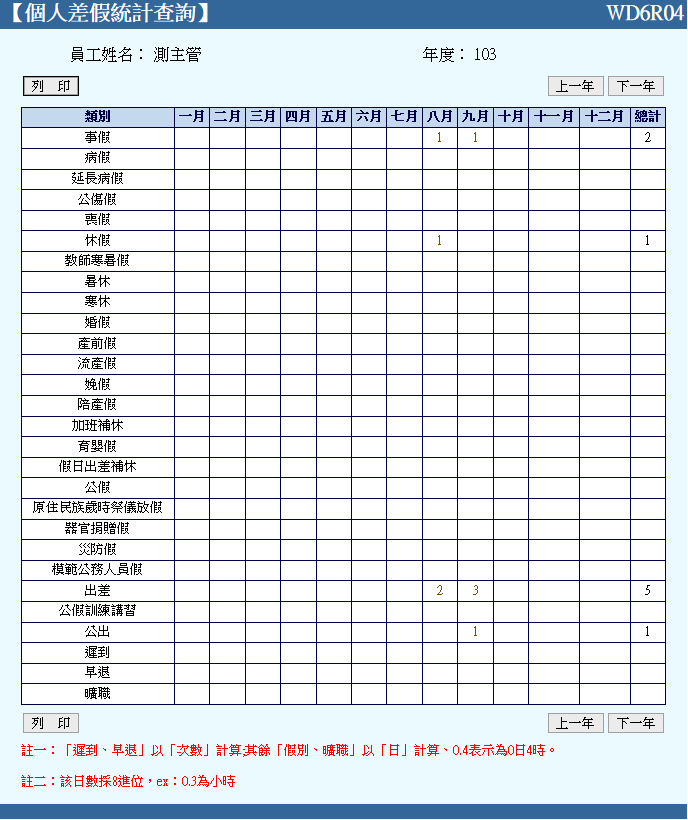 【個人差假統計查詢】 WD6R04
員工姓名： 測主管 年度： 103
列 印 上一年 下一年
類別 一月 二月 三月 四月 五月 六月 七月 八月 九月 十月 十一月 十二月 總計
事假 1 1 2
病假
延長病假
公傷假
喪假
休假 1 1
教師寒暑假
暑休
寒休
婚假
產前假
流產假
娩假
陪產假
加班補休
育嬰假
假日出差補休
公假
原住民族歲時祭儀放假
器官捐贈假
災防假
模範公務人員假
出差 2 3 5
公假訓練講習
公出 1 1
遲到
早退
曠職
列 印 上一年 下一年
註一：「遲到、早退」以「次數」計算;其餘「假別、曠職」以「日」計算、0.4表示為0日4時。
註二：該日數採8進位，ex：0.3為小時